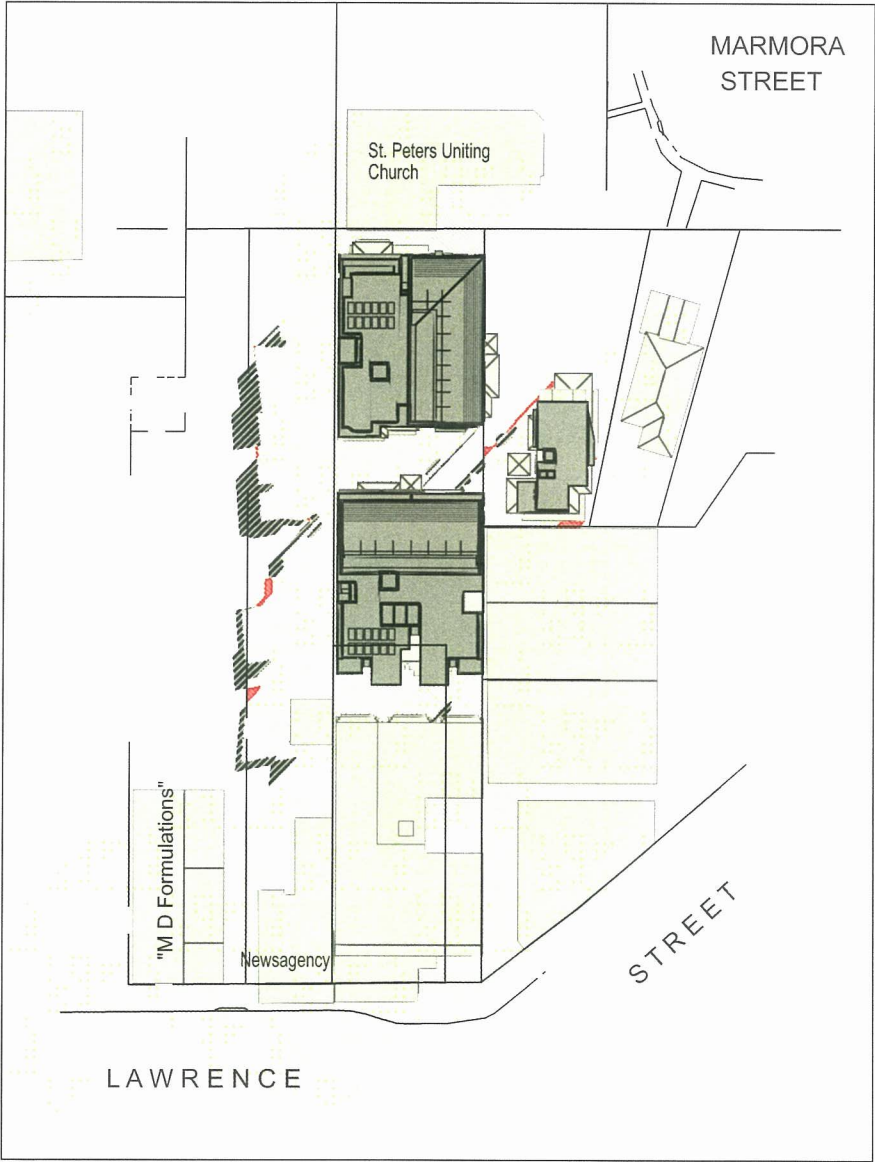 MARMORA
STREET
St. Peters Uniting
Church
"M D Formulations"
Newsagency
STREET
LAWRENCE